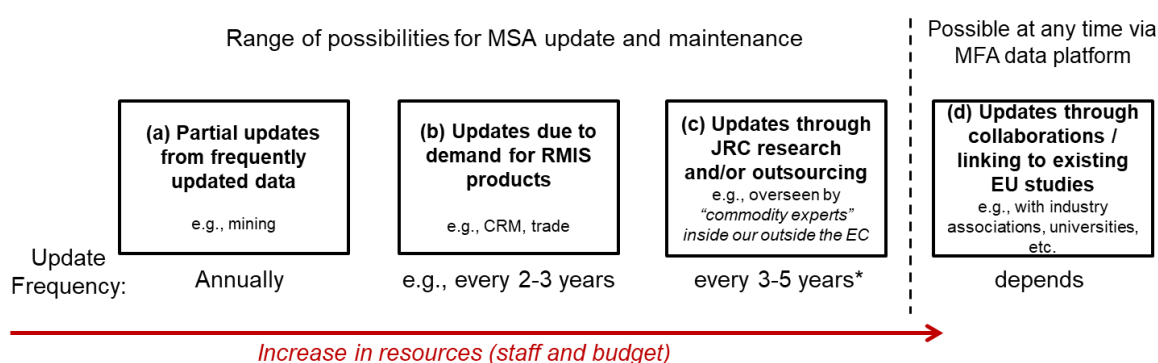 Range of possibilities for MSA update and maintenance
Possible at any time via
MFA data platform
(a) Partial updates
from frequently
updated data
e.g., mining
(b) Updates due to
demand for RMIS
products
e.g., CRM, trade
(c) Updates through
JRC research
and/or outsourcing
e.g., overseen by
“commodity experts”
inside our outside the EC
(d) Updates through
collaborations /
linking to existing
EU studies
e.g., with industry
associations, universities,
etc.
Update
Frequency:
Annually
e.g., every 2-3 years
every 3-5 years*
depends
Increase in resources (staff and budget)